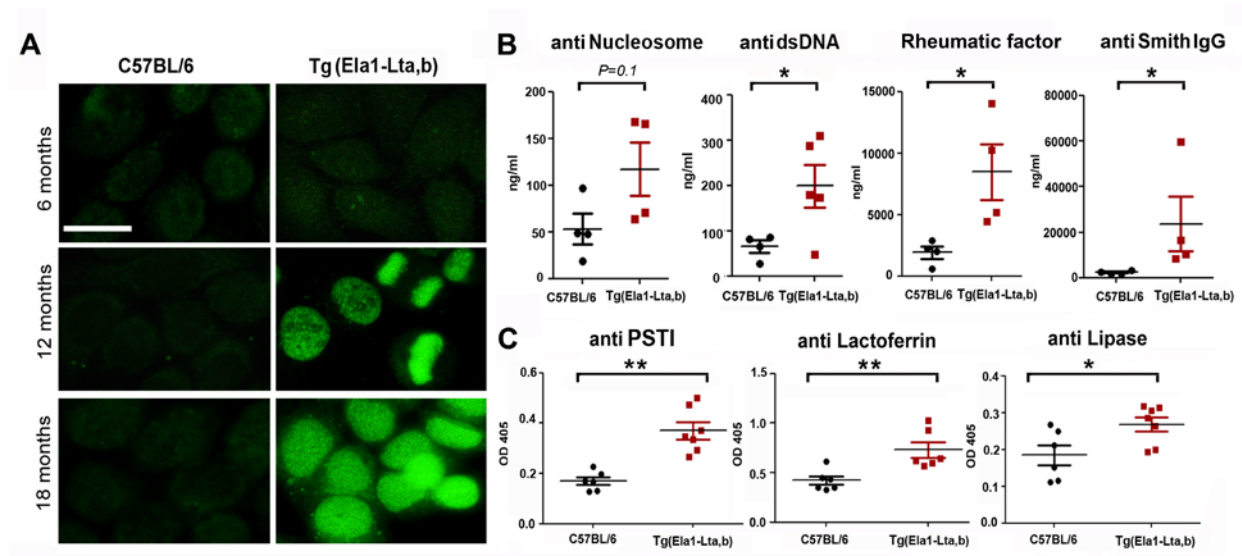 A
C57BL/6
Tg(Ela1-Lta,b)
6 months
12 months
18 months
B
anti Nucleosome
P=0.1
ng/ml
200
150
100
50
0
C57BL/6
Tg(Ela1-Lta,b)
anti dsDNA
*
ng/ml
400
300
200
100
0
C57BL/6
Tg(Ela1-Lta,b)
Rheumatic factor
*
ng/ml
15000
10000
5000
0
C57BL/6
Tg(Ela1-Lta,b)
anti Smith IgG
*
ng/ml
80000
60000
40000
20000
0
C57BL/6
Tg(Ela1-Lta,b)
C
anti PSTI
**
OD 405
0.6
0.4
0.2
0.0
C57BL/6
Tg(Ela1-Lta,b)
anti Lactoferrin
**
OD 405
1.5
1.0
0.5
0.0
C57BL/6
Tg(Ela1-Lta,b)
anti Lipase
*
OD 405
0.4
0.3
0.2
0.1
0.0
C57BL/6
Tg(Ela1-Lta,b)